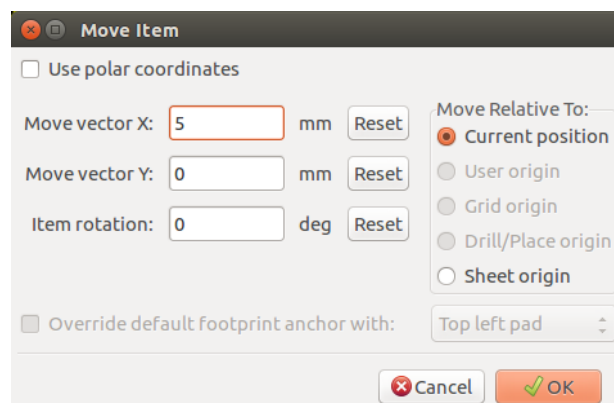 Move Item
Use polar coordinates
Move vector X: 5 mm Reset
Move vector Y: 0 mm Reset
Item rotation: 0 deg Reset
Move Relative To:
Current position
User origin
Grid origin
Drill/Place origin
Sheet origin
Override default footprint anchor with: Top left pad
Cancel OK